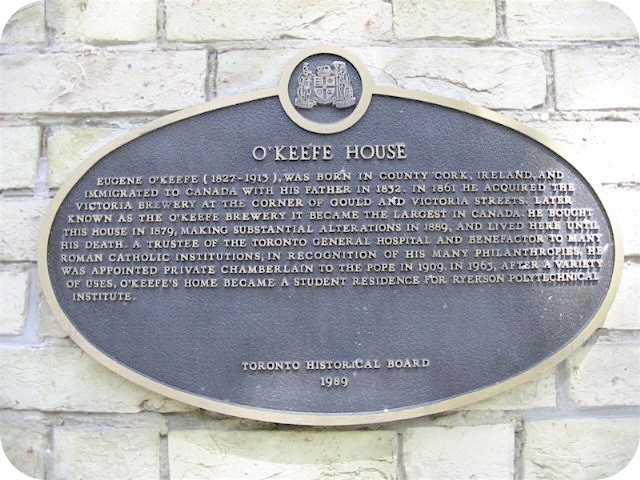 O'KEEFE HOUSE
EUGENE O'KEEFE (1827-1913), WAS BORN IN COUNTY CORK, IRELAND, AND
IMMIGRATED TO CANADA WITH HIS FATHER IN 1832. IN 1861 HE ACQUIRED THE
VICTORIA BREWERY AT THE CORNER OF GOULD AND VICTORIA STREETS. LATER
KNOWN AS THE O'KEEFE BREWERY IT BECAME THE LARGEST IN CANADA. HE BOUGHT
THIS HOUSE IN 1879, MAKING SUBSTANTIAL ALTERATIONS IN 1889, AND LIVED HERE UNTIL
HIS DEATH. A TRUSTEE OF THE TORONTO GENERAL HOSPITAL AND BENEFACTOR TO MANY
ROMAN CATHOLIC INSTITUTIONS, IN RECOGNITION OF HIS MANY PHILANTHROPIES, HE
WAS APPOINTED PRIVATE CHAMBERLAIN TO THE POPE IN 1909. IN 1963, AFTER A VARIETY
OF USES, O'KEEFE'S HOME BECAME A STUDENT RESIDENCE FOR RYERSON POLYTECHNICAL
INSTITUTE.
TORONTO HISTORICAL BOARD
1989